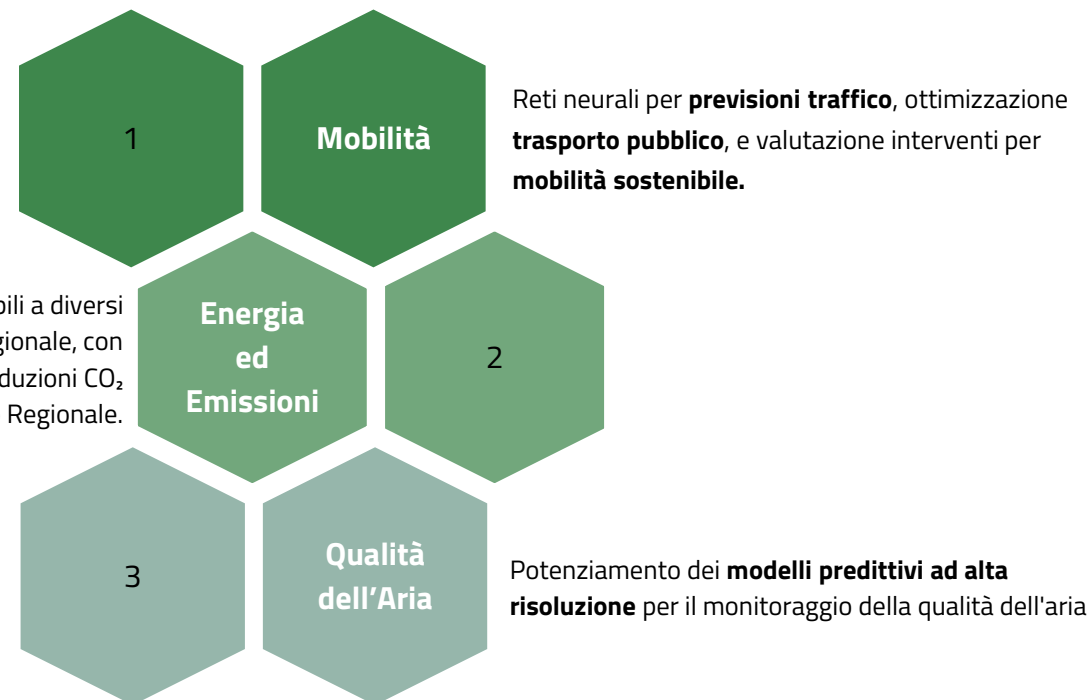 1
Mobilità
Reti neurali per previsioni traffico, ottimizzazione
trasporto pubblico, e valutazione interventi per
mobilità sostenibile.
a diversi
con
CO₂
Regionale.
Energia
ed
Emissioni
2
3
Qualità
dell'Aria
Potenziamento dei modelli predittivi ad alta
risoluzione per il monitoraggio della qualità dell'aria